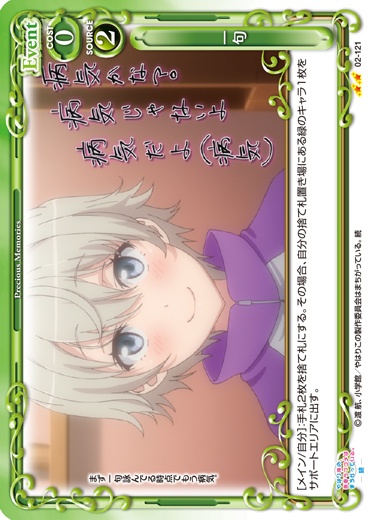 Event
COST
0
SOURCE
2
一句
病気かな?。
病気じゃないよ
病気だよ(病気)
Precious Memories
まず一句詠んでる時点でもう病気
[メイン/自分]:手札2枚を捨て札にする。その場合、自分の捨て札置き場にある緑のキャラ1枚を
サポートエリアに出す。
©渡 航、小学館/やはりこの製作委員会はまちがっている。続
02-121